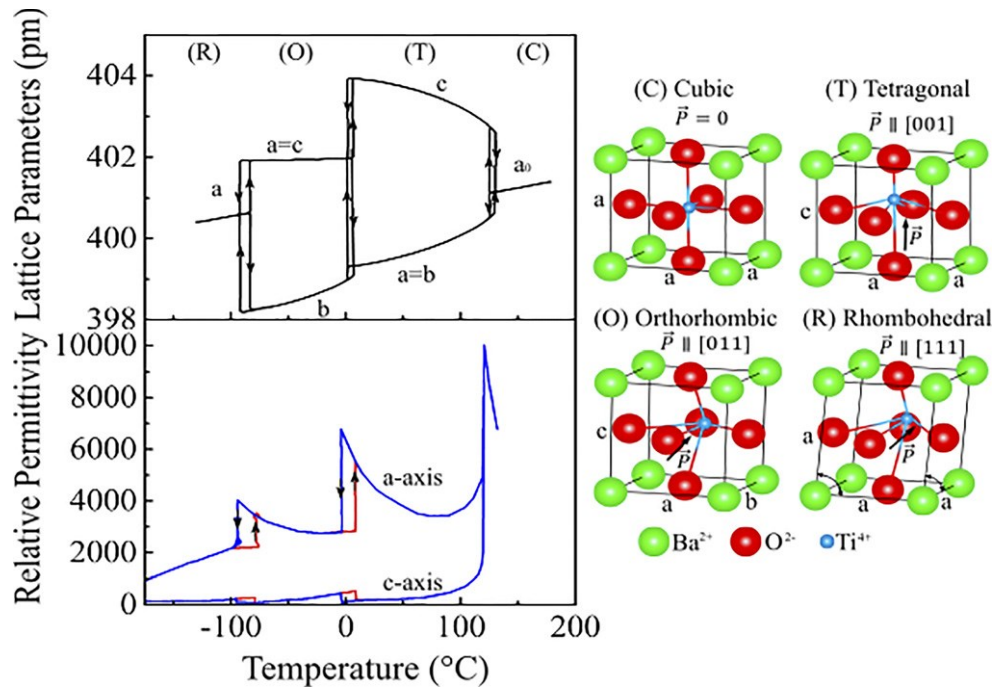 Lattice Parameters (pm)
404
402
400
398
(R) (O) (T) (C)
c
a=c
a
a₀
a=b
b
Relative Permittivity
10000
8000
6000
4000
2000
0
a-axis
c-axis
-100 0 100 200
Temperature (°C)
(C) Cubic
P⃗ = 0
a
a
a
(T) Tetragonal
P⃗ ∥ [001]
c
P⃗
a
a
(O) Orthorhombic
P⃗ ∥ [011]
c
P⃗
a
b
(R) Rhombohedral
P⃗ ∥ [111]
a
P⃗
a
a
Ba²⁺ O²⁻ Ti⁴⁺